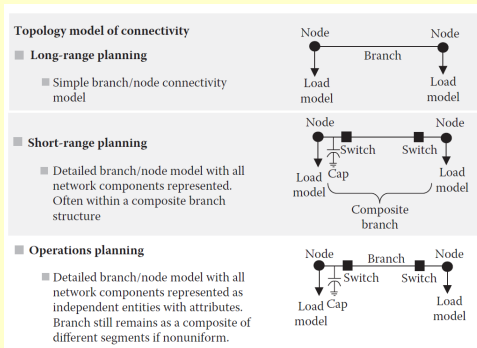 Topology model of connectivity
Long-range planning
Simple branch/node connectivity
model
Node
Node
Branch
Load
model
Load
model
Short-range planning
Detailed branch/node model with all
network components represented.
Often within a composite branch
structure
Node
Node
Switch
Switch
Load
model
Cap
Load
model
Composite
branch
Operations planning
Detailed branch/node model with all
network components represented as
independent entities with attributes.
Branch still remains as a composite of
different segments if nonuniform.
Node
Branch
Node
Switch
Switch
Load
model
Cap
Load
model